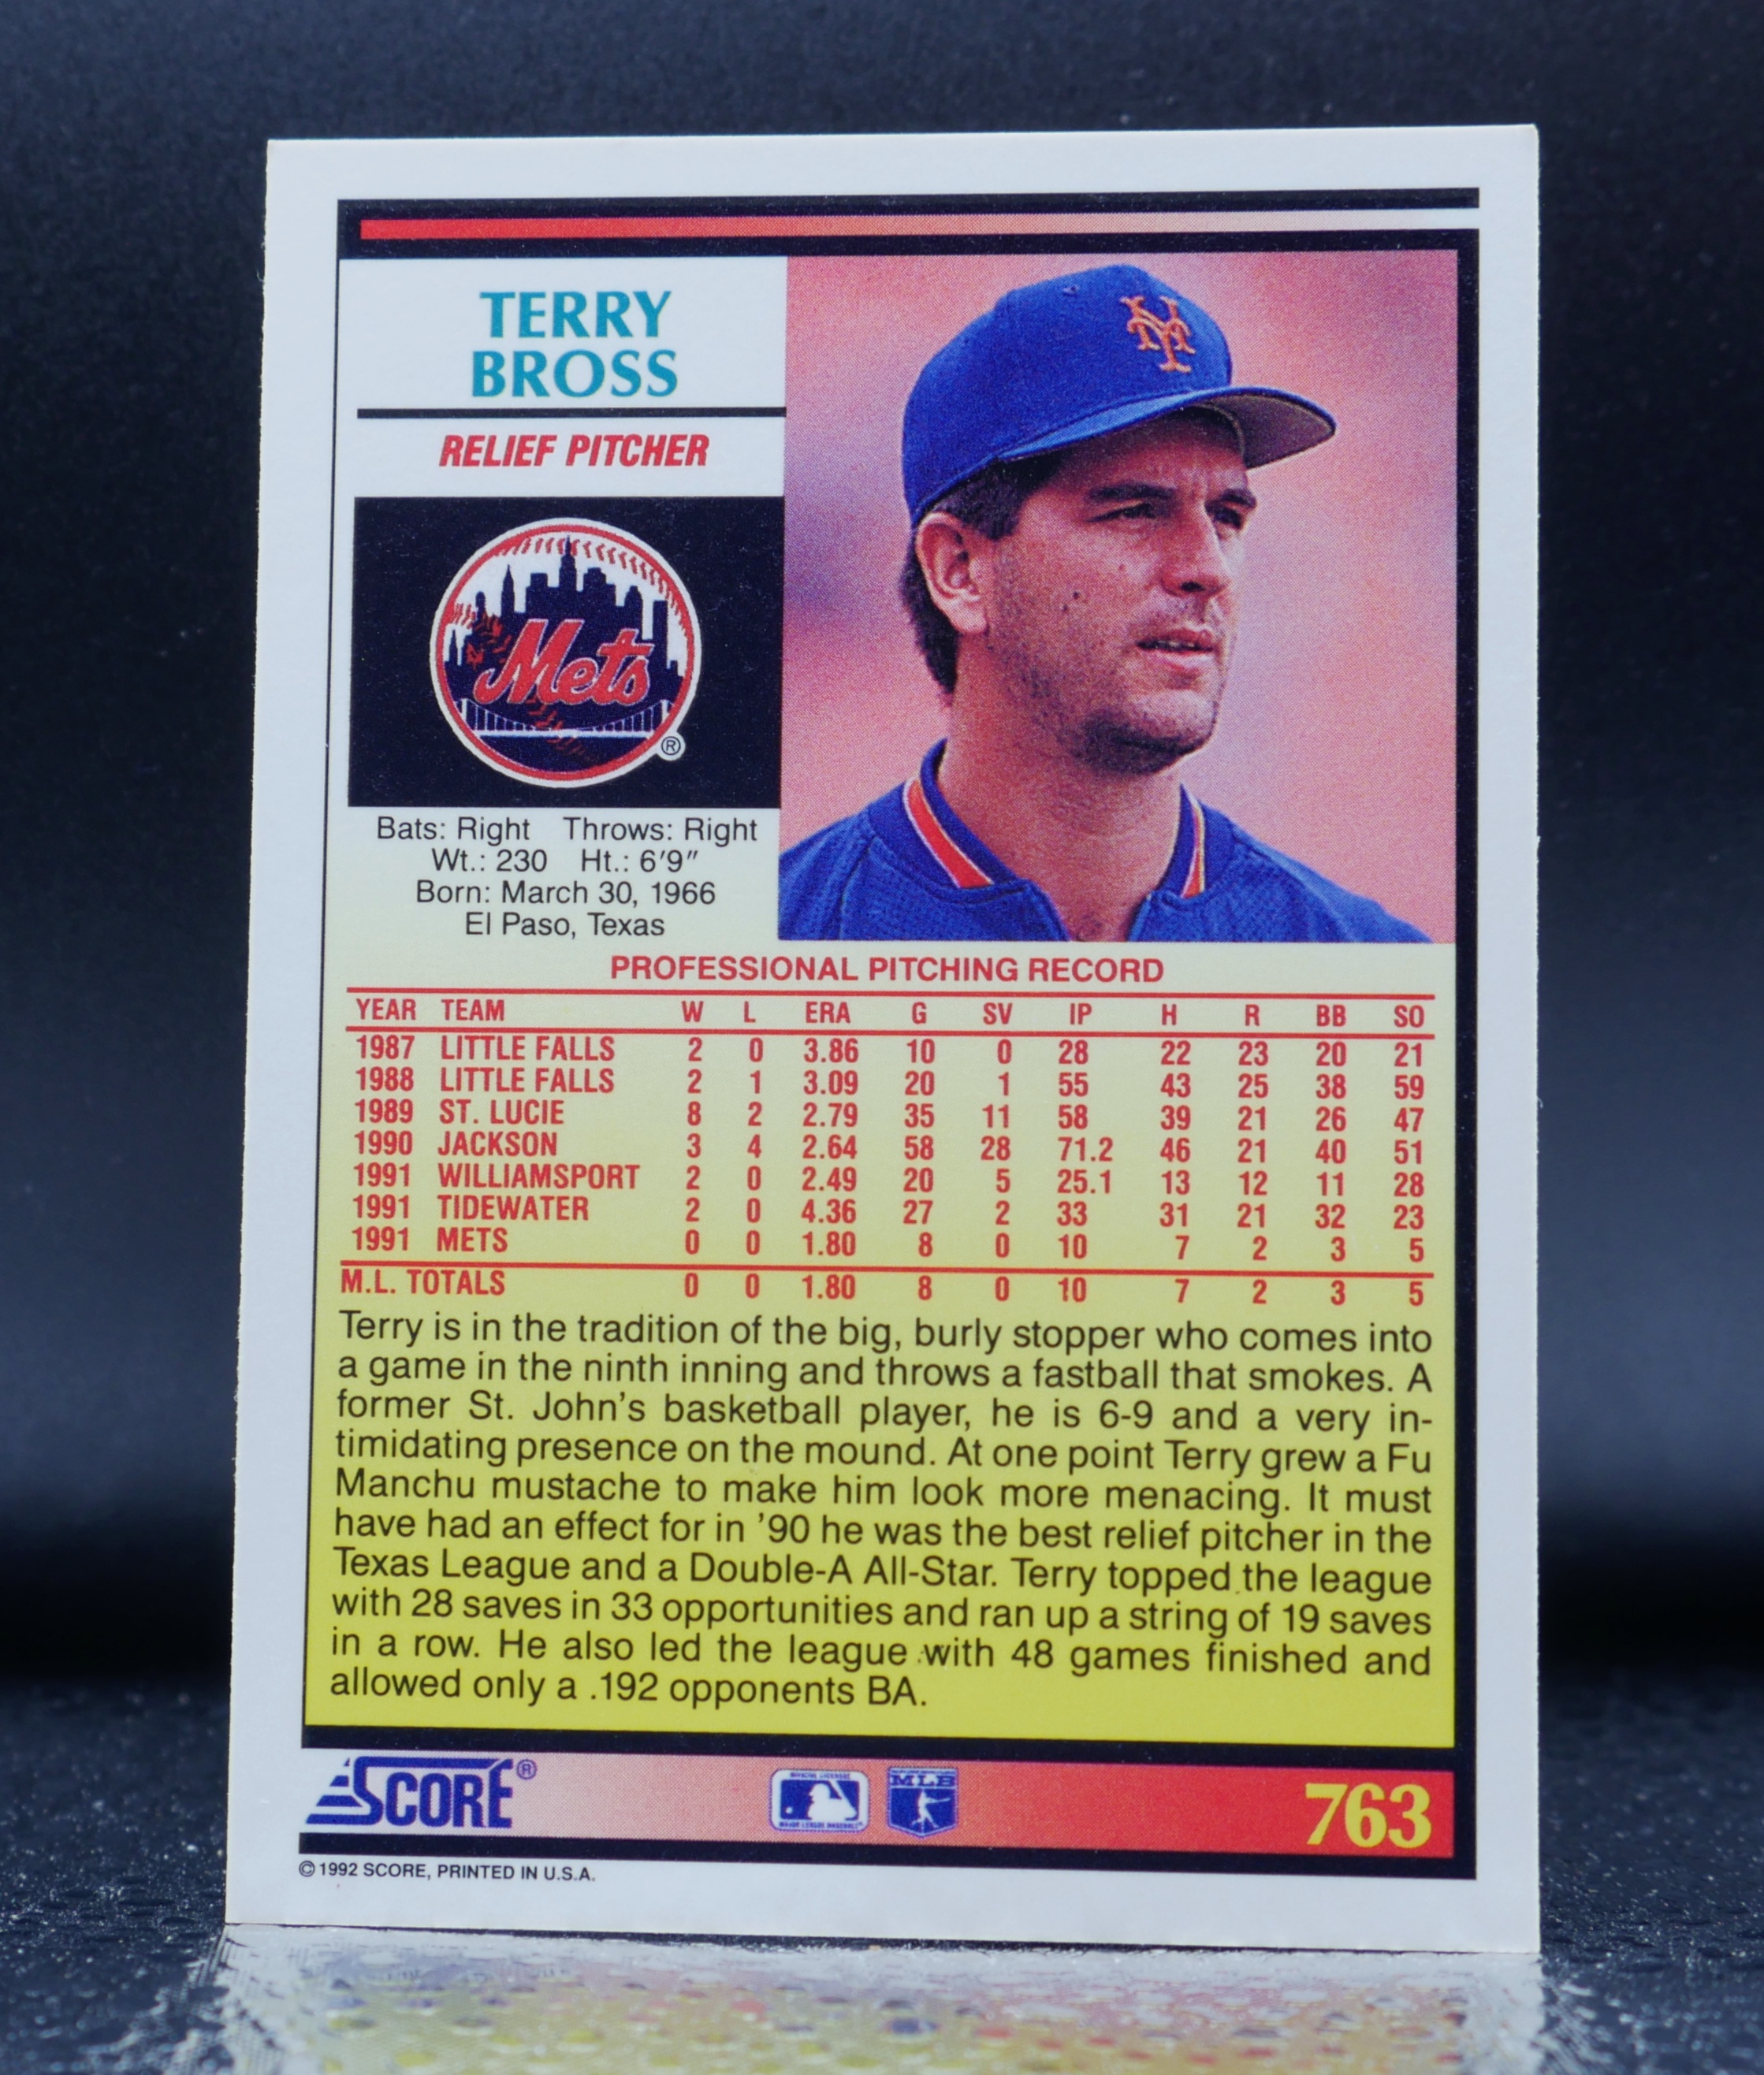 TERRY
BROSS
RELIEF PITCHER
NY
Mets
®
Bats: Right Throws: Right
Wt.: 230 Ht.: 6'9"
Born: March 30, 1966
El Paso, Texas
PROFESSIONAL PITCHING RECORD
YEAR TEAM W L ERA G SV IP H R BB SO
1987 LITTLE FALLS 2 0 3.86 10 0 28 22 23 20 21
1988 LITTLE FALLS 2 1 3.09 20 1 55 43 25 38 59
1989 ST. LUCIE 8 2 2.79 35 11 58 39 21 26 47
1990 JACKSON 3 4 2.64 58 28 71.2 46 21 40 51
1991 WILLIAMSPORT 2 0 2.49 20 5 25.1 13 12 11 28
1991 TIDEWATER 2 0 4.36 27 2 33 31 21 32 23
1991 METS 0 0 1.80 8 0 10 7 2 3 5
M.L. TOTALS 0 0 1.80 8 0 10 7 2 3 5
Terry is in the tradition of the big, burly stopper who comes into
a game in the ninth inning and throws a fastball that smokes. A
former St. John's basketball player, he is 6-9 and a very in-
timidating presence on the mound. At one point Terry grew a Fu
Manchu mustache to make him look more menacing. It must
have had an effect for in '90 he was the best relief pitcher in the
Texas League and a Double-A All-Star. Terry topped the league
with 28 saves in 33 opportunities and ran up a string of 19 saves
in a row. He also led the league with 48 games finished and
allowed only a .192 opponents BA.
SCORE®
OFFICIAL LICENSEE
MAJOR LEAGUE BASEBALL
MLB
763
© 1992 SCORE, PRINTED IN U.S.A.